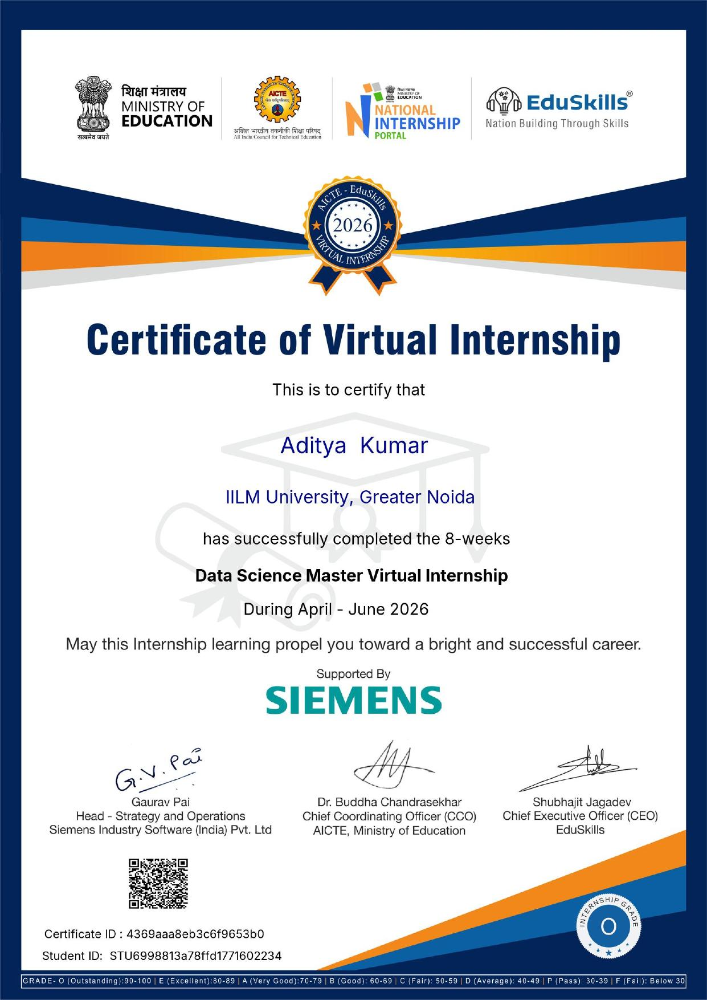 शिक्षा मंत्रालय
MINISTRY OF
EDUCATION
सत्यमेव जयते
AICTE
अखिल भारतीय तकनीकी शिक्षा परिषद्
All India Council for Technical Education
शिक्षा मंत्रालय
MINISTRY OF
EDUCATION
NATIONAL
INTERNSHIP
PORTAL
EduSkills®
Nation Building Through Skills
AICTE - EduSkills
2026
VIRTUAL INTERNSHIP
Certificate of Virtual Internship
This is to certify that
Aditya Kumar
IILM University, Greater Noida
has successfully completed the 8-weeks
Data Science Master Virtual Internship
During April - June 2026
May this Internship learning propel you toward a bright and successful career.
Supported By
SIEMENS
G.V. Pai
Gaurav Pai
Head - Strategy and Operations
Siemens Industry Software (India) Pvt. Ltd
Dr. Buddha Chandrasekhar
Chief Coordinating Officer (CCO)
AICTE, Ministry of Education
Shubhajit Jagadev
Chief Executive Officer (CEO)
EduSkills
INTERNSHIP GRADE
O
Certificate ID : 4369aaa8eb3c6f9653b0
Student ID: STU6998813a78ffd1771602234
GRADE- O (Outstanding):90-100 | E (Excellent):80-89 | A (Very Good):70-79 | B (Good): 60-69 | C (Fair): 50-59 | D (Average): 40-49 | P (Pass): 30-39 | F (Fail): Below 30